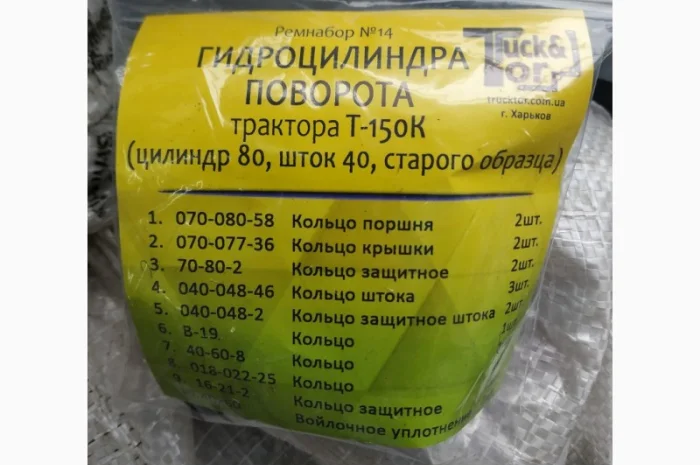 Ремнабор №14
ГИДРОЦИЛИНДРА
ПОВОРОТА
трактора Т-150К
(цилиндр 80, шток 40, старого образца)
Truck&
Tor
Trucktor.com.ua
г. Харьков
1. 070-080-58 Кольцо поршня 2шт.
2. 070-077-36 Кольцо крышки 2шт.
3. 70-80-2 Кольцо защитное 2шт.
4. 040-048-46 Кольцо штока 3шт.
5. 040-048-2 Кольцо защитное штока 2шт.
6. В-19 Кольцо
7. 40-60-8 Кольцо
8. 018-022-25 Кольцо
9. 16-21-2 Кольцо защитное
Войлочное уплотнение